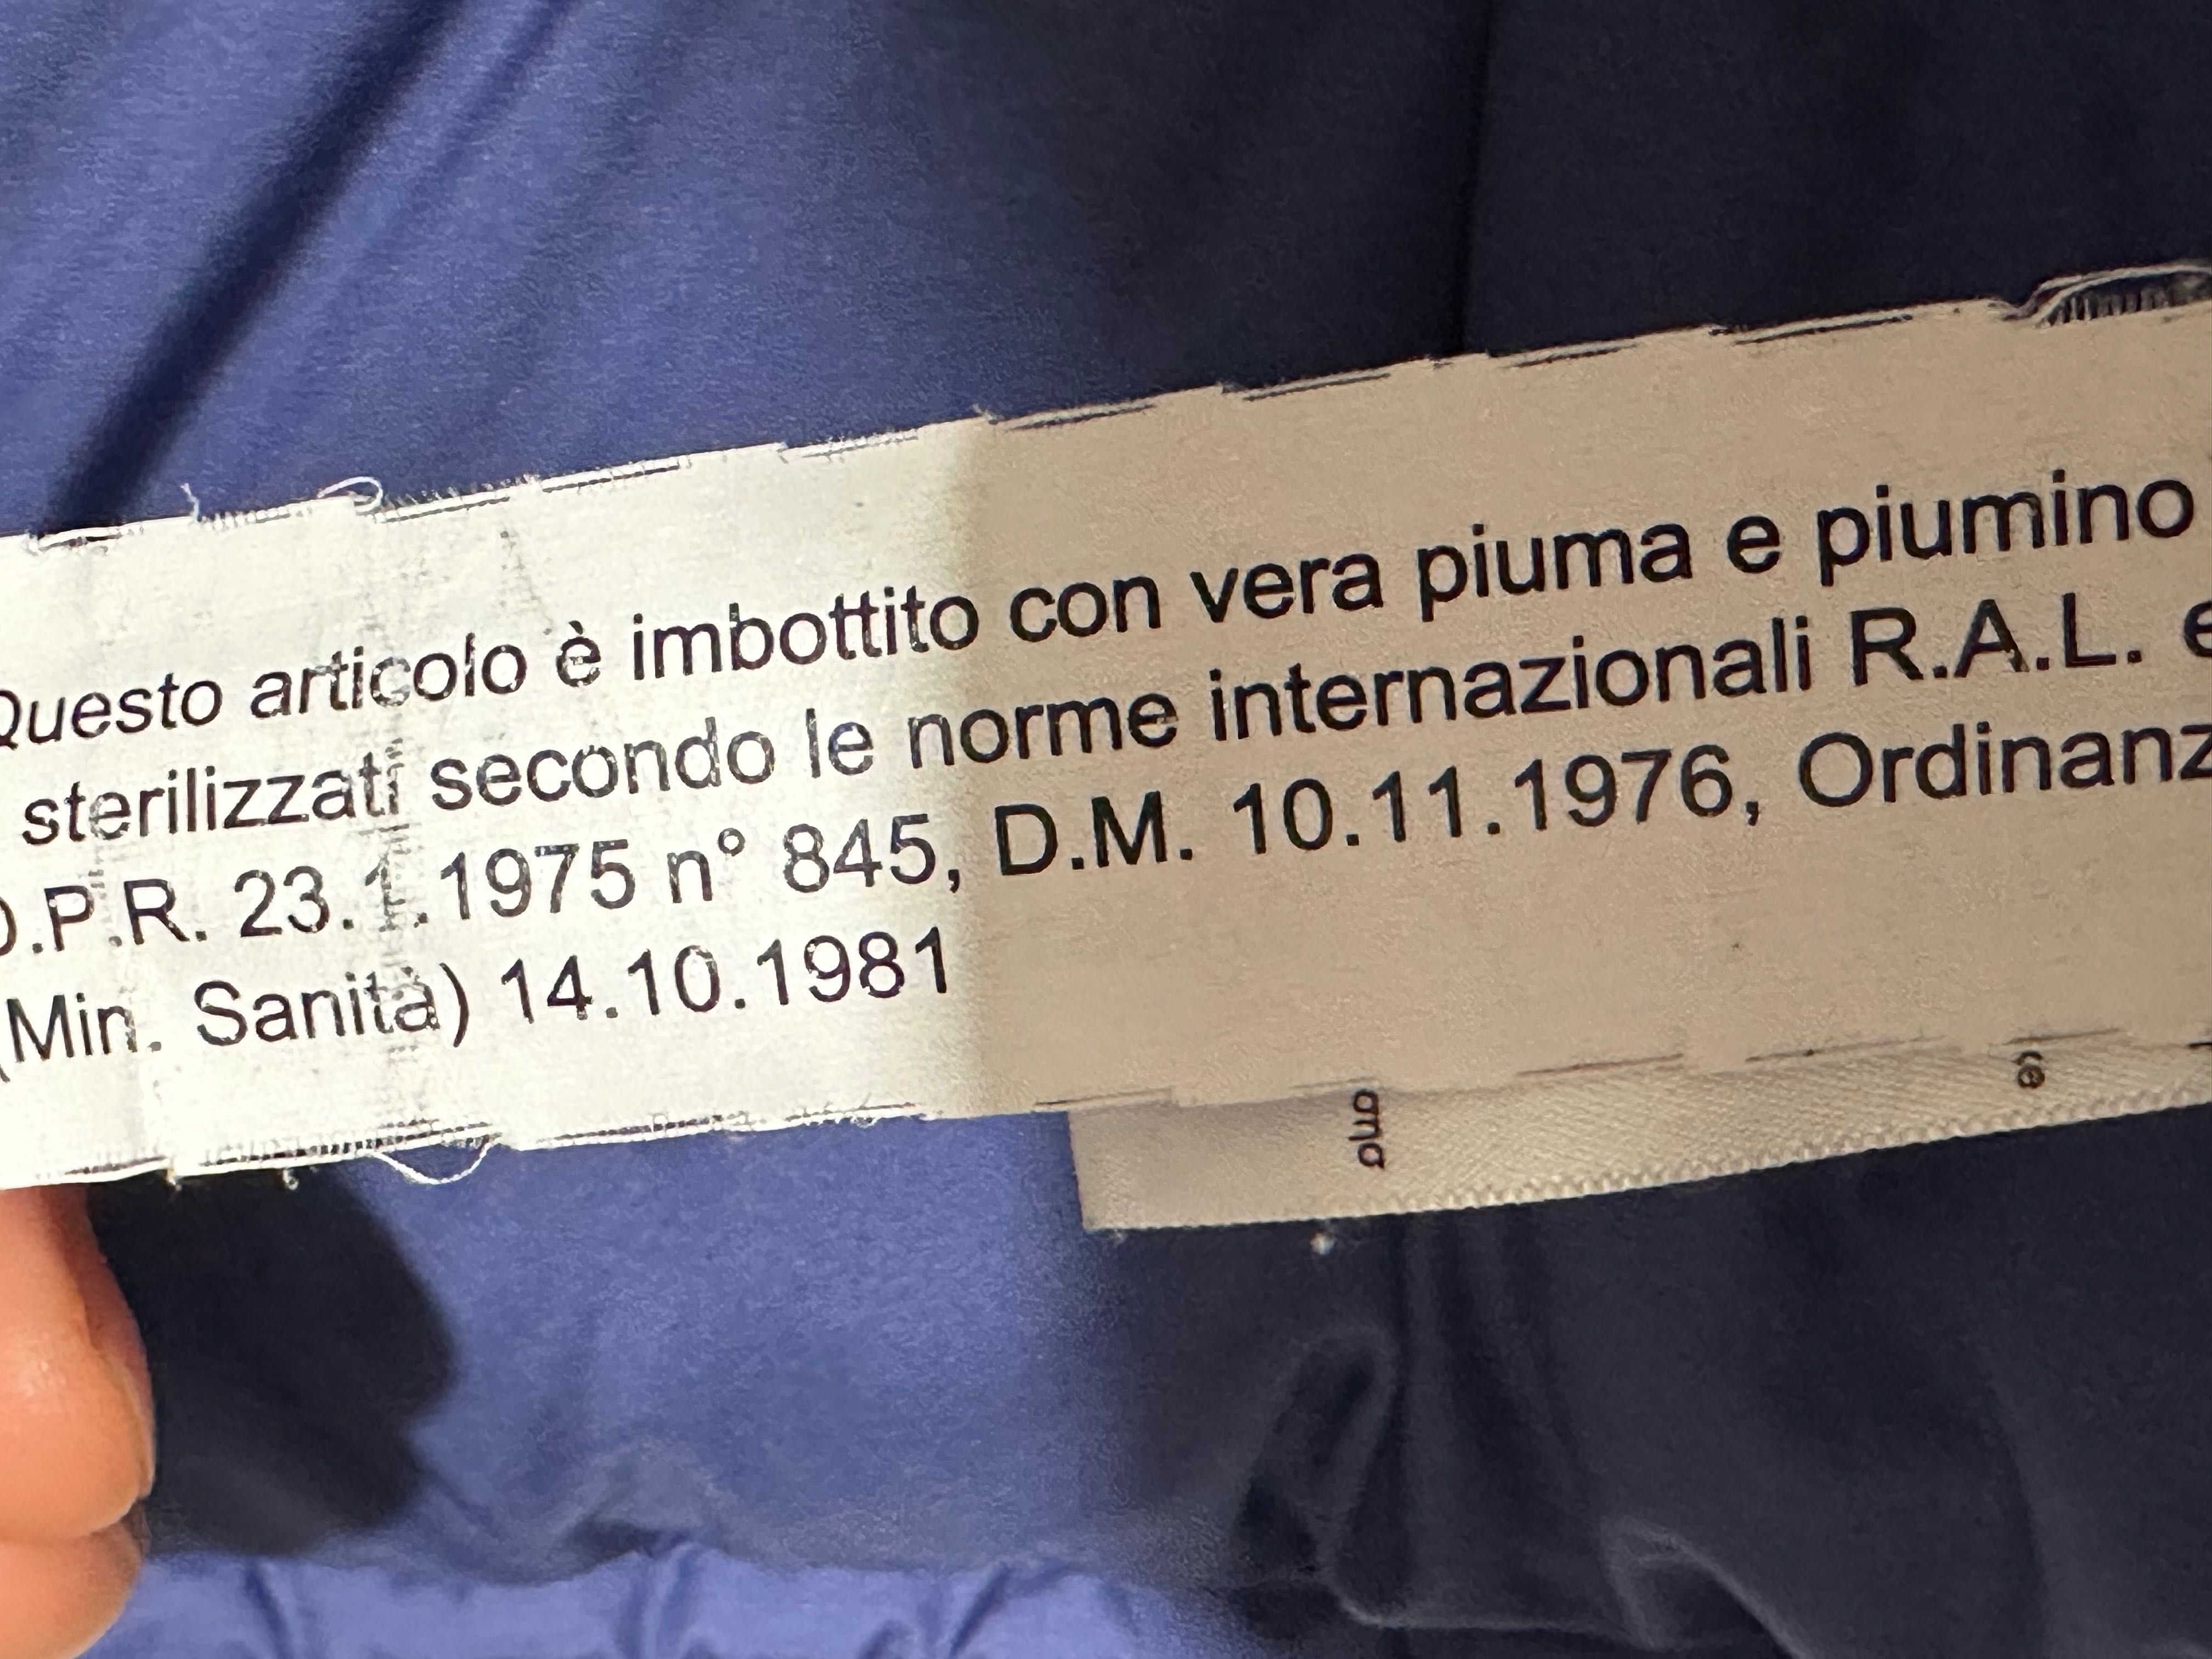 Questo articolo è imbottito con vera piuma e piumino
sterilizzati secondo le norme internazionali R.A.L. e
D.P.R. 23.1.1975 n° 845, D.M. 10.11.1976, Ordinanz
(Min. Sanità) 14.10.1981